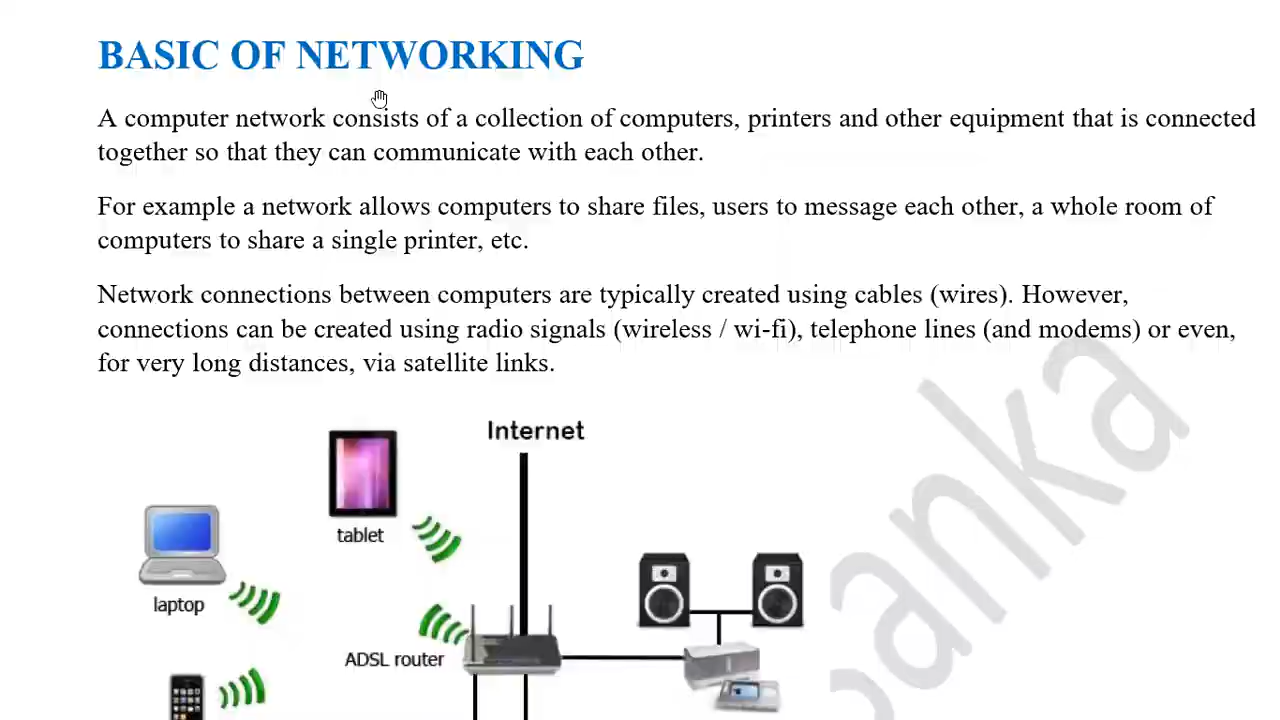 BASIC OF NETWORKING
A computer network consists of a collection of computers, printers and other equipment that is connected
together so that they can communicate with each other.
For example a network allows computers to share files, users to message each other, a whole room of
computers to share a single printer, etc.
Network connections between computers are typically created using cables (wires). However,
connections can be created using radio signals (wireless / wi-fi), telephone lines (and modems) or even,
for very long distances, via satellite links.
Internet
tablet
laptop
ADSL router